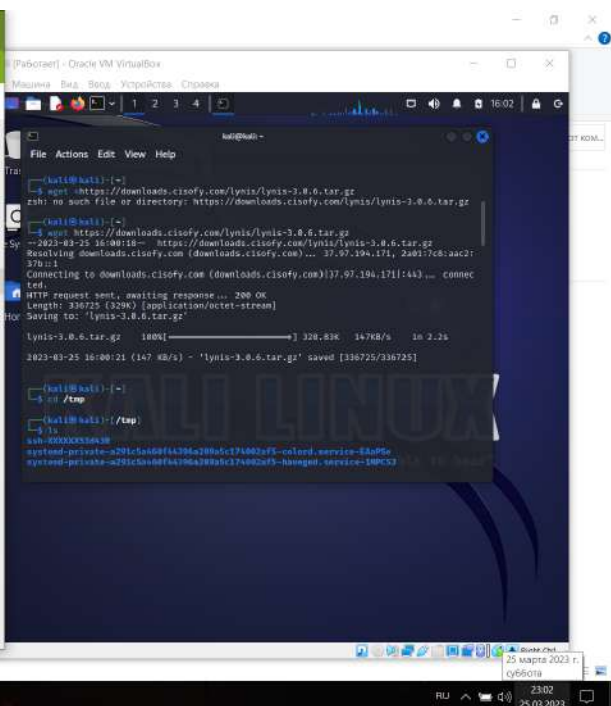 [Работает] - Oracle VM VirtualBox
Машина Вид Ввод Устройства Справка
1 2 3 4
16:02
kali@kali: ~
File Actions Edit View Help
(kali㉿kali)-[~]
$ wget <https://downloads.cisofy.com/lynis/lynis-3.0.6.tar.gz
zsh: no such file or directory: https://downloads.cisofy.com/lynis/lynis-3.0.6.tar.gz
(kali㉿kali)-[~]
$ wget https://downloads.cisofy.com/lynis/lynis-3.0.6.tar.gz
--2023-03-25 16:00:18-- https://downloads.cisofy.com/lynis/lynis-3.0.6.tar.gz
Resolving downloads.cisofy.com (downloads.cisofy.com)... 37.97.194.171, 2a01:7c8:aac2:
37b::1
Connecting to downloads.cisofy.com (downloads.cisofy.com)|37.97.194.171|:443... connec
ted.
HTTP request sent, awaiting response... 200 OK
Length: 336725 (329K) [application/octet-stream]
Saving to: 'lynis-3.0.6.tar.gz'
lynis-3.0.6.tar.gz 100%[ ] 328.83K 147KB/s in 2.2s
2023-03-25 16:00:21 (147 KB/s) - 'lynis-3.0.6.tar.gz' saved [336725/336725]
(kali㉿kali)-[~]
$ cd /tmp
(kali㉿kali)-[/tmp]
$ ls
KALI LINUX
Right Ctrl
25 марта 2023 г.
суббота
RU
23:02
25.03.2023